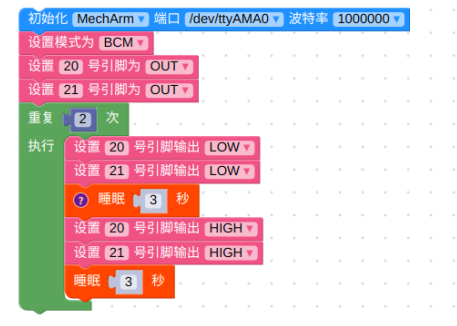 初始化 MechArm 端口 /dev/ttyAMA0 波特率 1000000
设置模式为 BCM
设置 20 号引脚为 OUT
设置 21 号引脚为 OUT
重复 2 次
执行 设置 20 号引脚输出 LOW
设置 21 号引脚输出 LOW
? 睡眠 3 秒
设置 20 号引脚输出 HIGH
设置 21 号引脚输出 HIGH
睡眠 3 秒